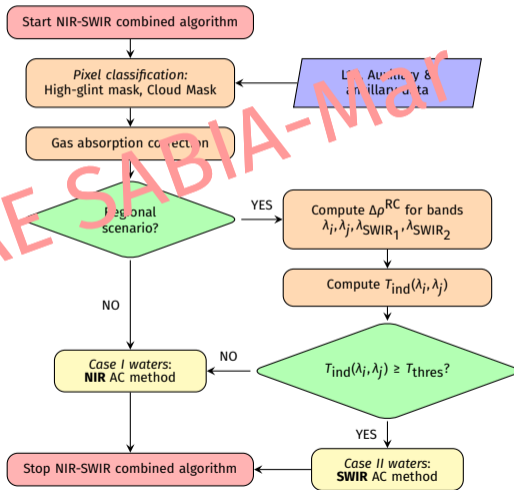 Start NIR-SWIR combined algorithm
Pixel classification:
High-glint mask, Cloud Mask
Auxiliary &
ancillary data
Gas absorption correction
Regional
scenario?
YES
Compute Δρ^RC for bands
λi, λj, λSWIR1, λSWIR2
Compute Tind(λi, λj)
NO
Case I waters:
NIR AC method
NO
Tind(λi, λj) ≥ Tthres?
YES
Case II waters:
SWIR AC method
Stop NIR-SWIR combined algorithm
AE SABIA-Mar